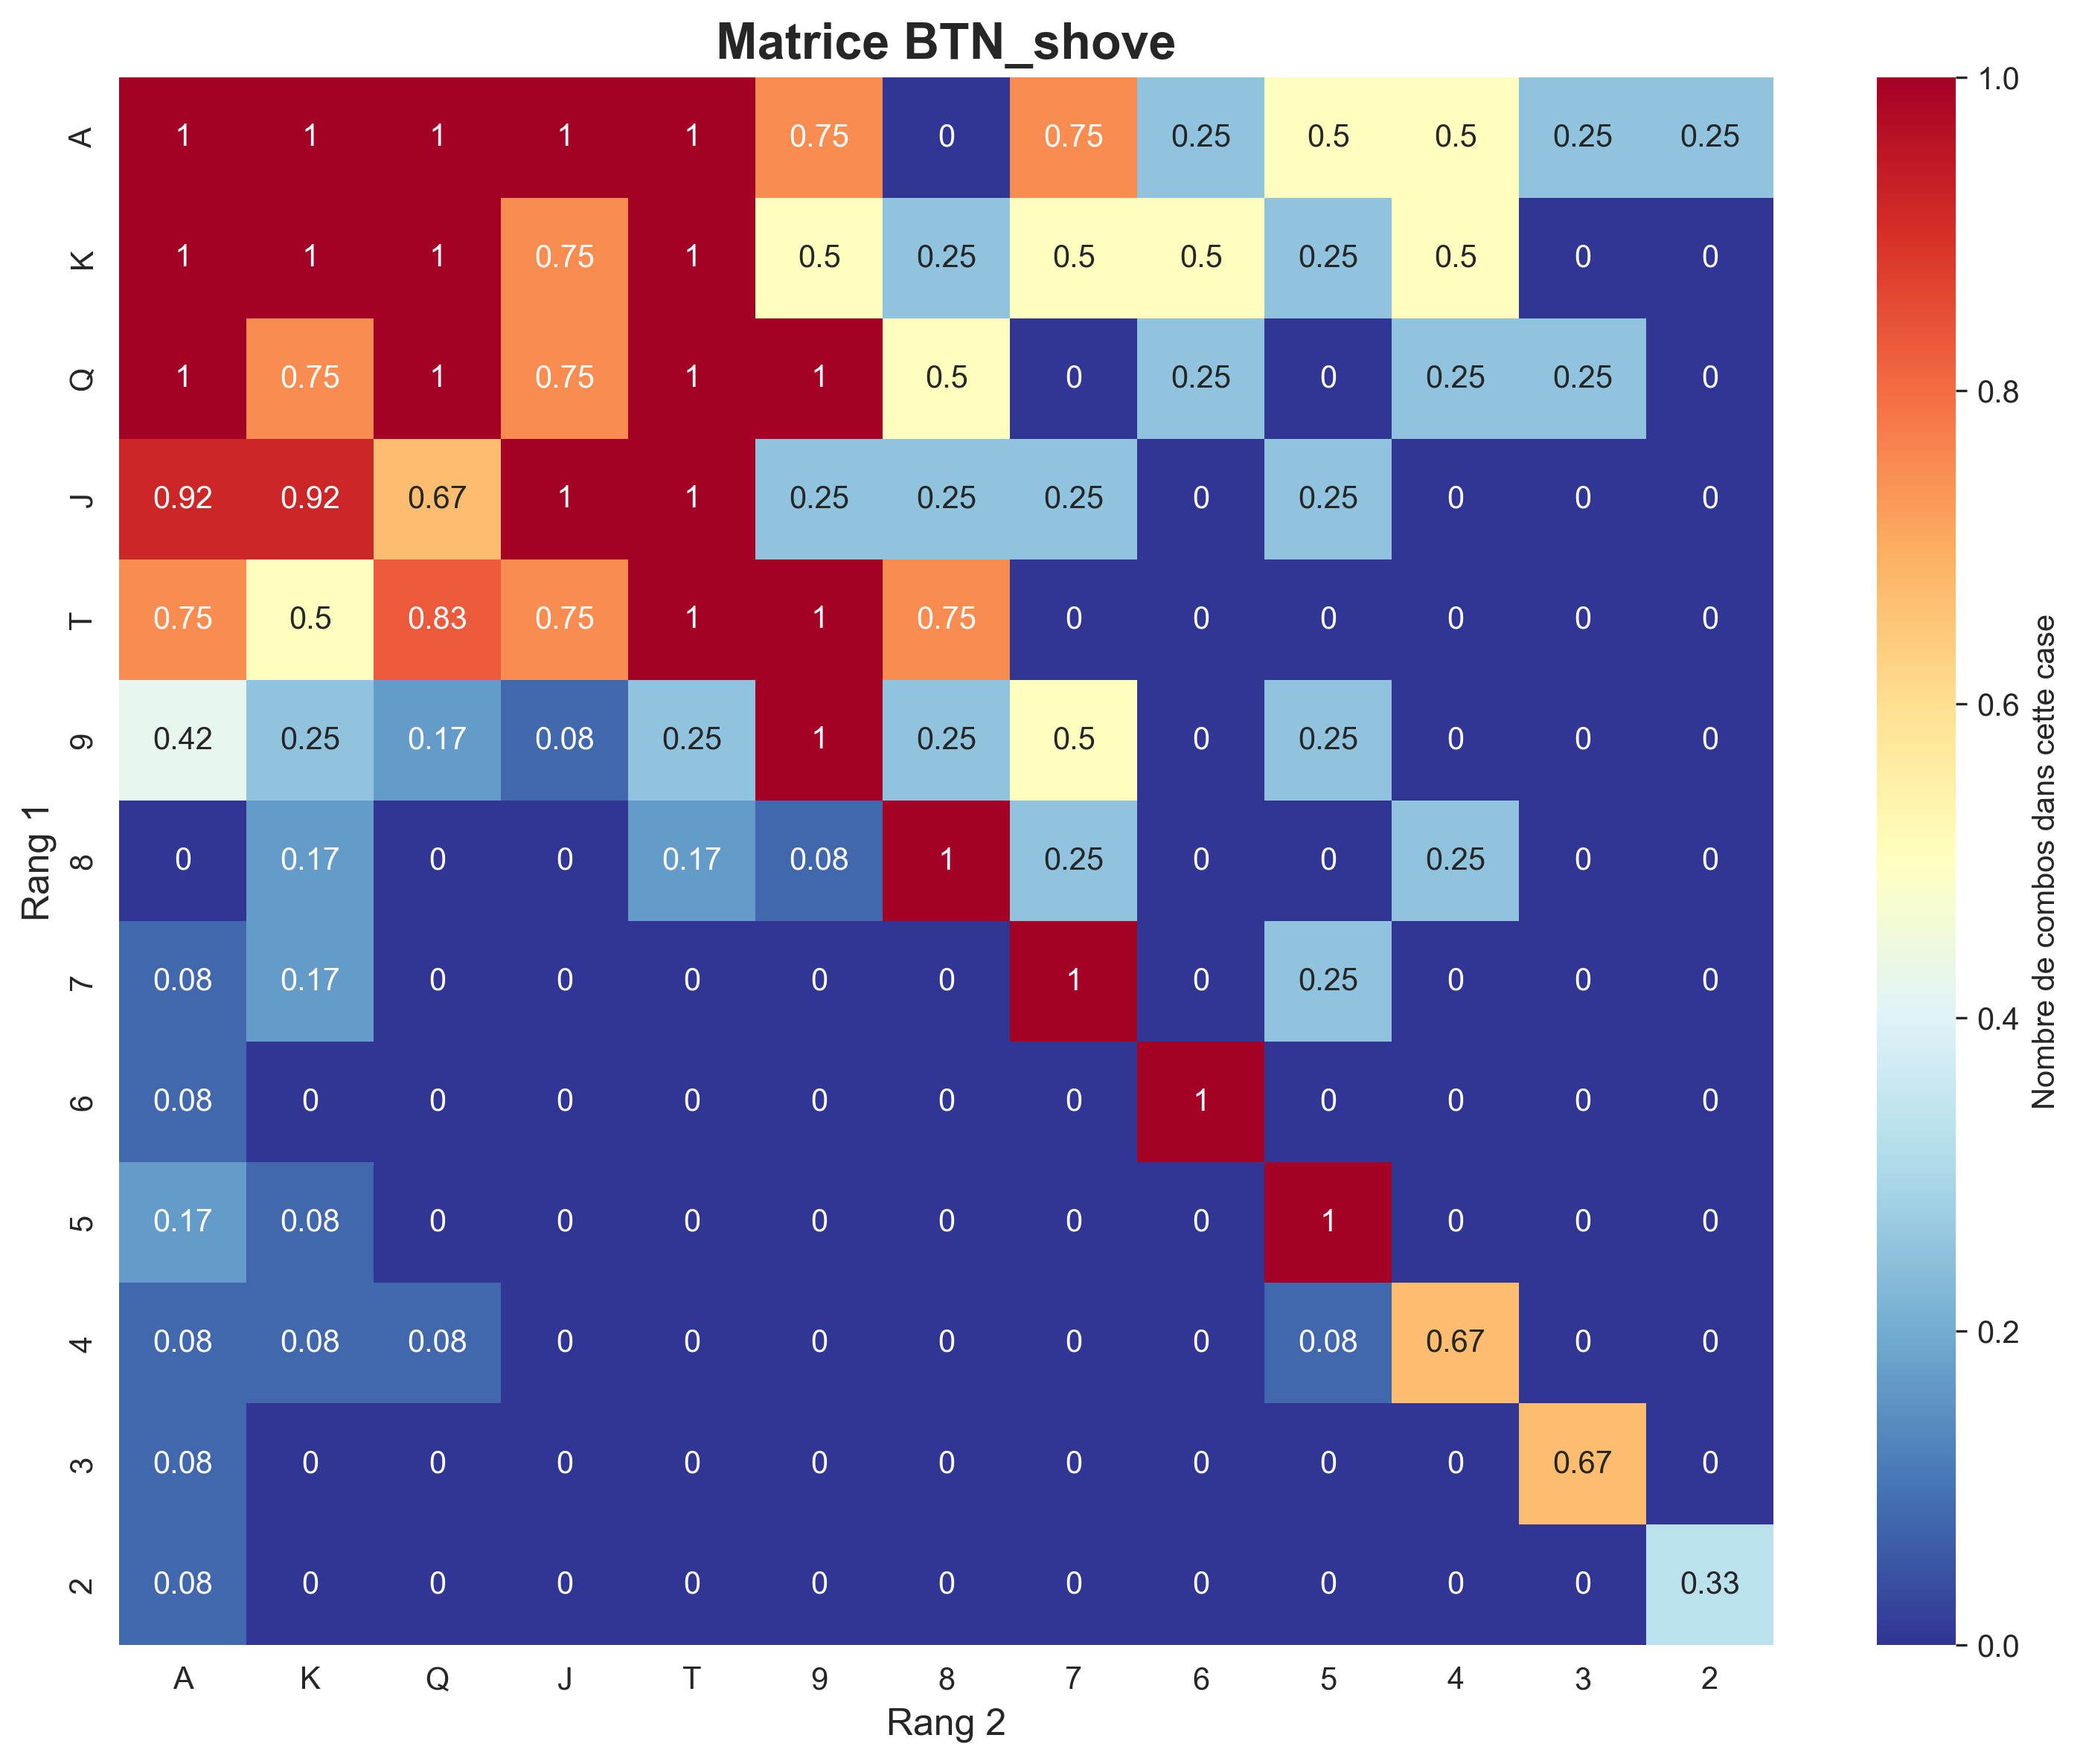 Matrice BTN_shove
A 1 1 1 1 1 0.75 0 0.75 0.25 0.5 0.5 0.25 0.25
K 1 1 1 0.75 1 0.5 0.25 0.5 0.5 0.25 0.5 0 0
Q 1 0.75 1 0.75 1 1 0.5 0 0.25 0 0.25 0.25 0
J 0.92 0.92 0.67 1 1 0.25 0.25 0.25 0 0.25 0 0 0
T 0.75 0.5 0.83 0.75 1 1 0.75 0 0 0 0 0 0
9 0.42 0.25 0.17 0.08 0.25 1 0.25 0.5 0 0.25 0 0 0
8 0 0.17 0 0 0.17 0.08 1 0.25 0 0 0.25 0 0
7 0.08 0.17 0 0 0 0 0 1 0 0.25 0 0 0
6 0.08 0 0 0 0 0 0 0 1 0 0 0 0
5 0.17 0.08 0 0 0 0 0 0 0 1 0 0 0
4 0.08 0.08 0.08 0 0 0 0 0 0 0.08 0.67 0 0
3 0.08 0 0 0 0 0 0 0 0 0 0 0.67 0
2 0.08 0 0 0 0 0 0 0 0 0 0 0 0.33
A K Q J T 9 8 7 6 5 4 3 2
Rang 2
Rang 1
1.0
0.8
0.6
0.4
0.2
0.0
Nombre de combos dans cette case